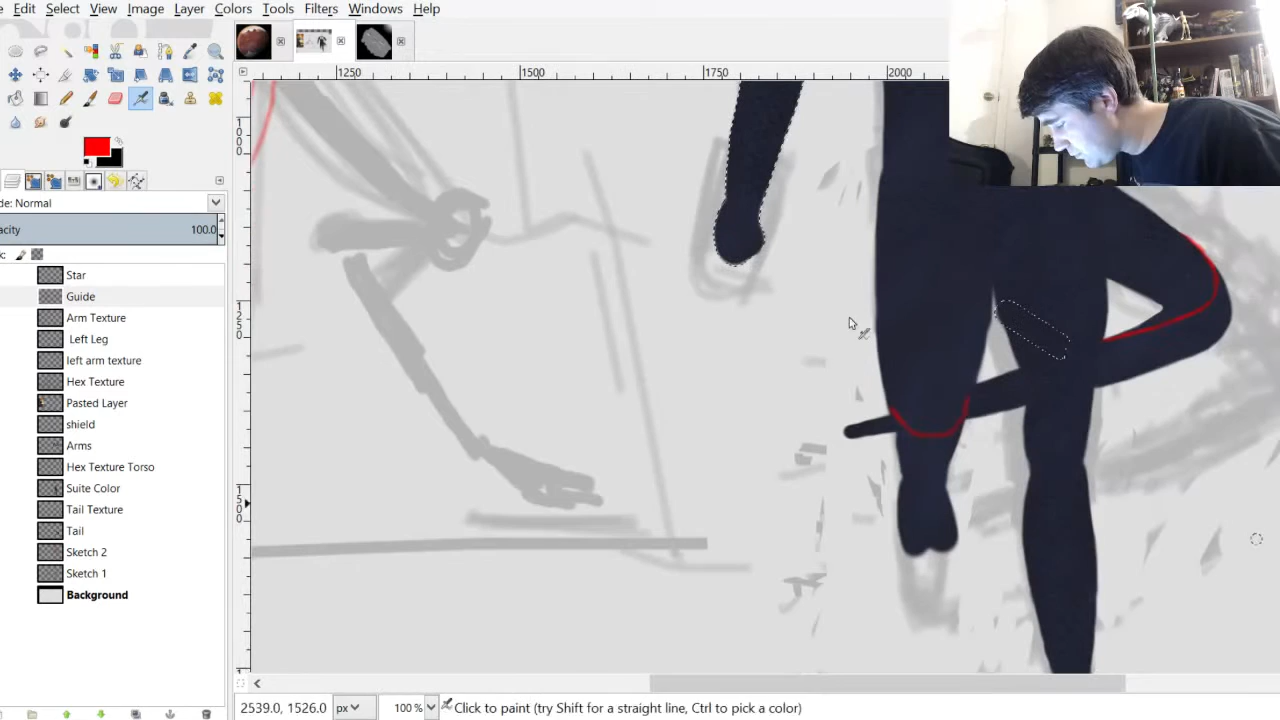 Edit Select View Image Layer Colors Tools Filters Windows Help
1250 1500 1750 2000
de: Normal
acity 100.0
Star
Guide
Arm Texture
Left Leg
left arm texture
Hex Texture
Pasted Layer
shield
Arms
Hex Texture Torso
Suite Color
Tail Texture
Tail
Sketch 2
Sketch 1
Background
1000
1250
1500
2539.0, 1526.0 px 100 % Click to paint (try Shift for a straight line, Ctrl to pick a color)